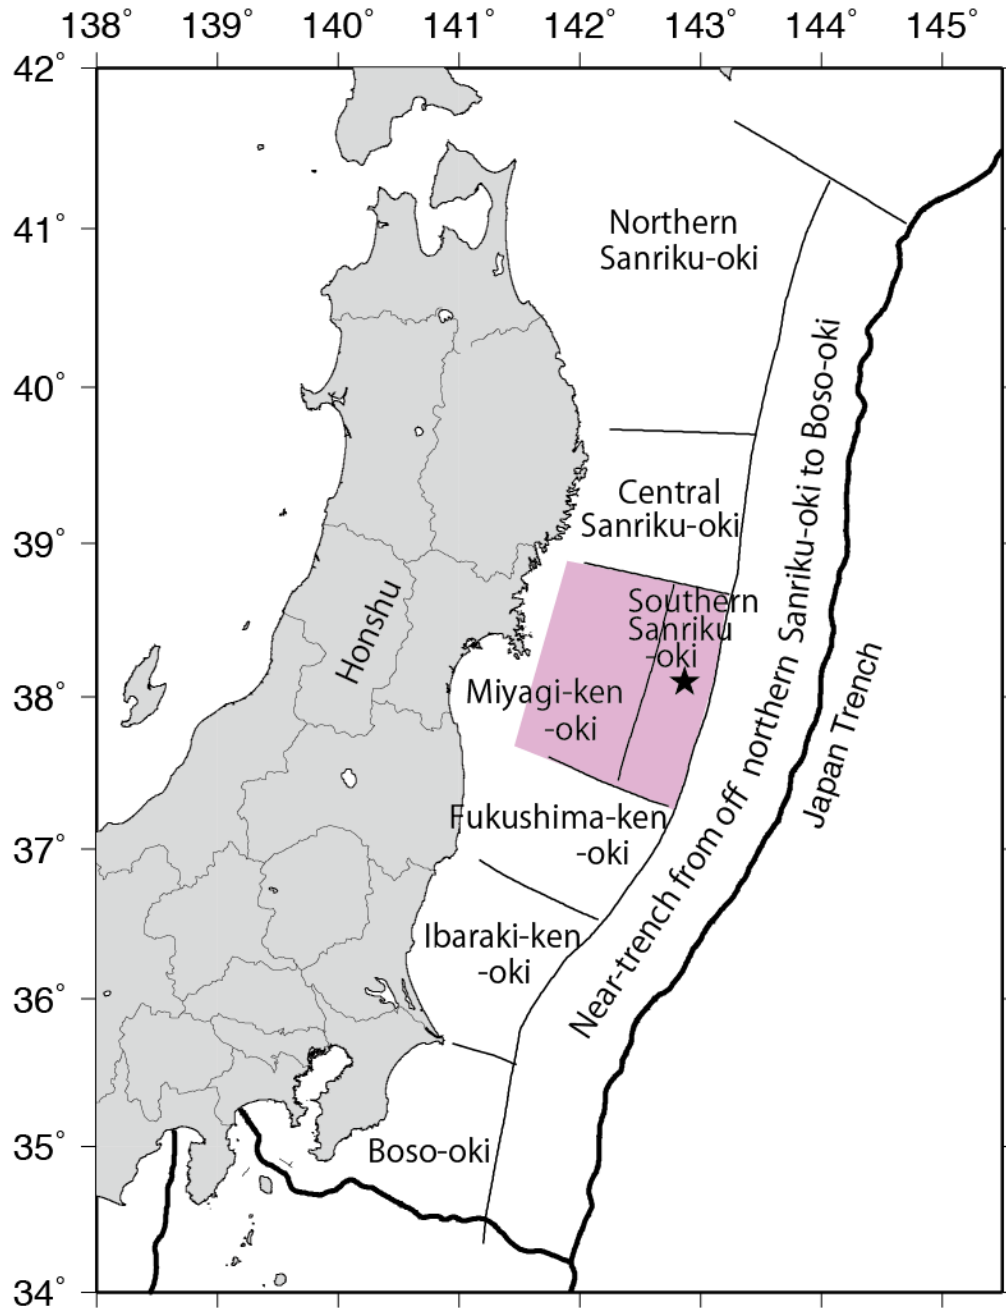 138° 139° 140° 141° 142° 143° 144° 145°
42°
41°
40°
39°
38°
37°
36°
35°
34°
Northern
Sanriku-oki
Central
Sanriku-oki
Southern
Sanriku
-oki
Miyagi-ken
-oki
Honshu
Fukushima-ken
-oki
Ibaraki-ken
-oki
Boso-oki
Near-trench from off northern Sanriku-oki to Boso-oki
Japan Trench